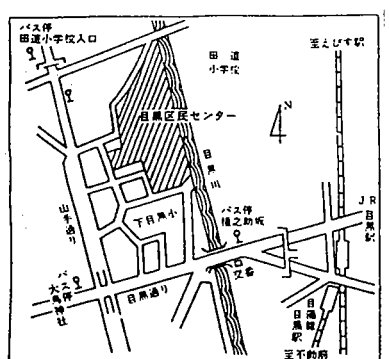 バス停
田道小学校入口
田道
小学校
至えびす駅
目黒区民センター
N
目黒川
バス停
権之助坂
JR
目黒駅
山手通り
下目黒小
交番
バス停
大鳥神社
目黒通り
目蒲線
目黒駅
至不動前